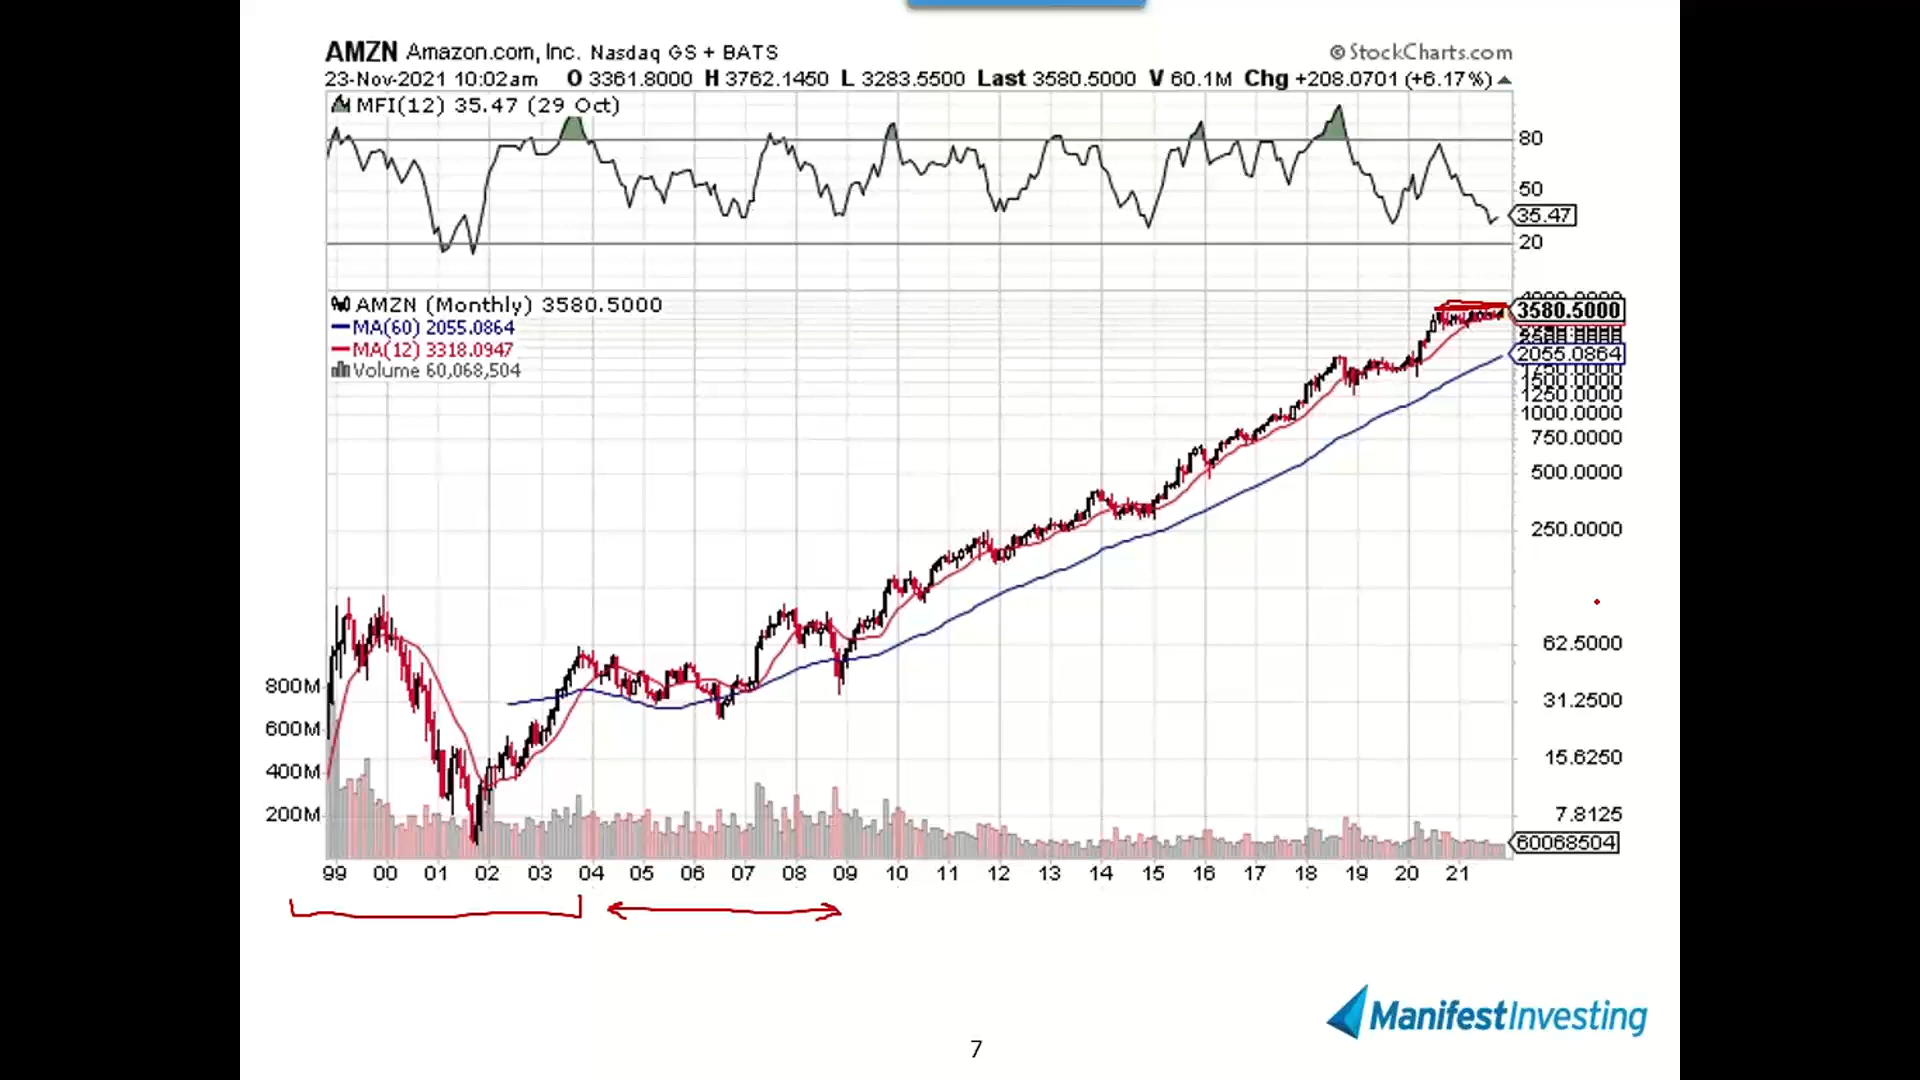 AMZN Amazon.com, Inc. Nasdaq GS + BATS
© StockCharts.com
23-Nov-2021 10:02am O 3361.8000 H 3762.1450 L 3283.5500 Last 3580.5000 V 60.1M Chg +208.0701 (+6.17%)
MFI(12) 35.47 (29 Oct)
80
50
35.47
20
AMZN (Monthly) 3580.5000
MA(60) 2055.0864
MA(12) 3318.0947
Volume 60,068,504
3580.5000
2055.0864
1500.0000
1250.0000
1000.0000
750.0000
500.0000
250.0000
62.5000
31.2500
15.6250
7.8125
60068504
800M
600M
400M
200M
99 00 01 02 03 04 05 06 07 08 09 10 11 12 13 14 15 16 17 18 19 20 21
ManifestInvesting
7